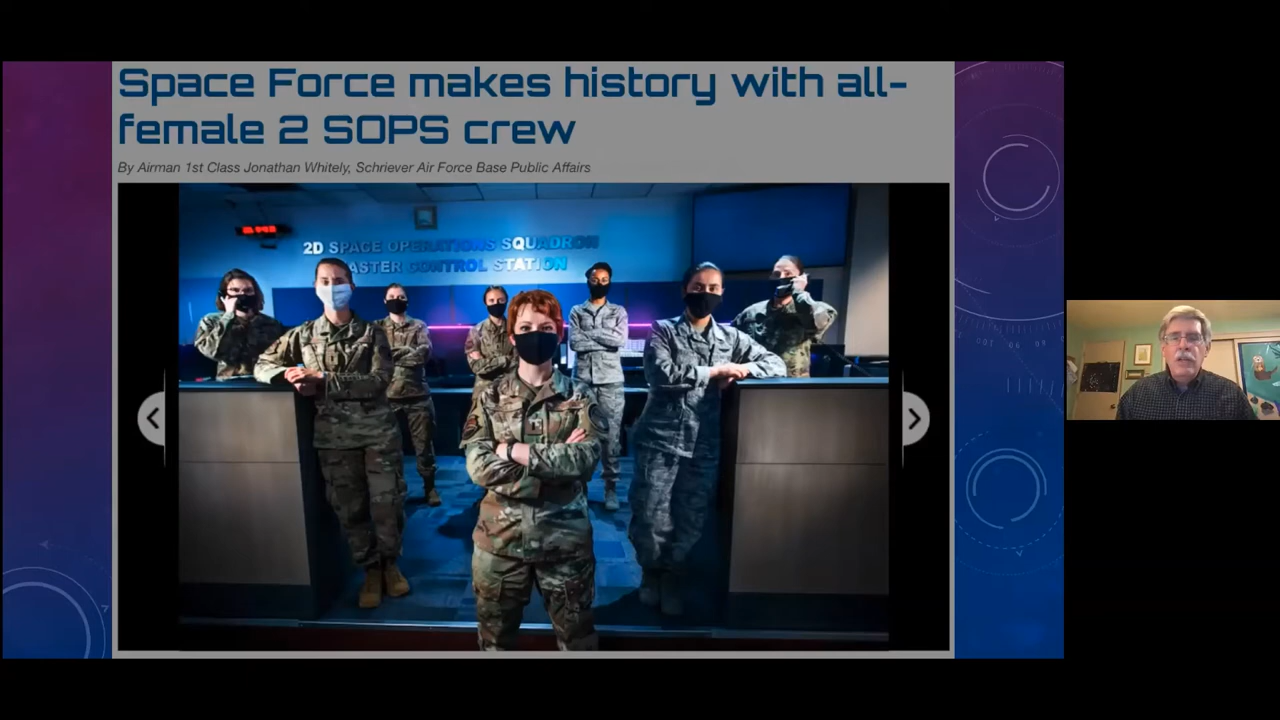 Space Force makes history with all-
female 2 SOPS crew
By Airman 1st Class Jonathan Whitely, Schriever Air Force Base Public Affairs
2D SPACE OPERATIONS SQUADRON
MASTER CONTROL STATION